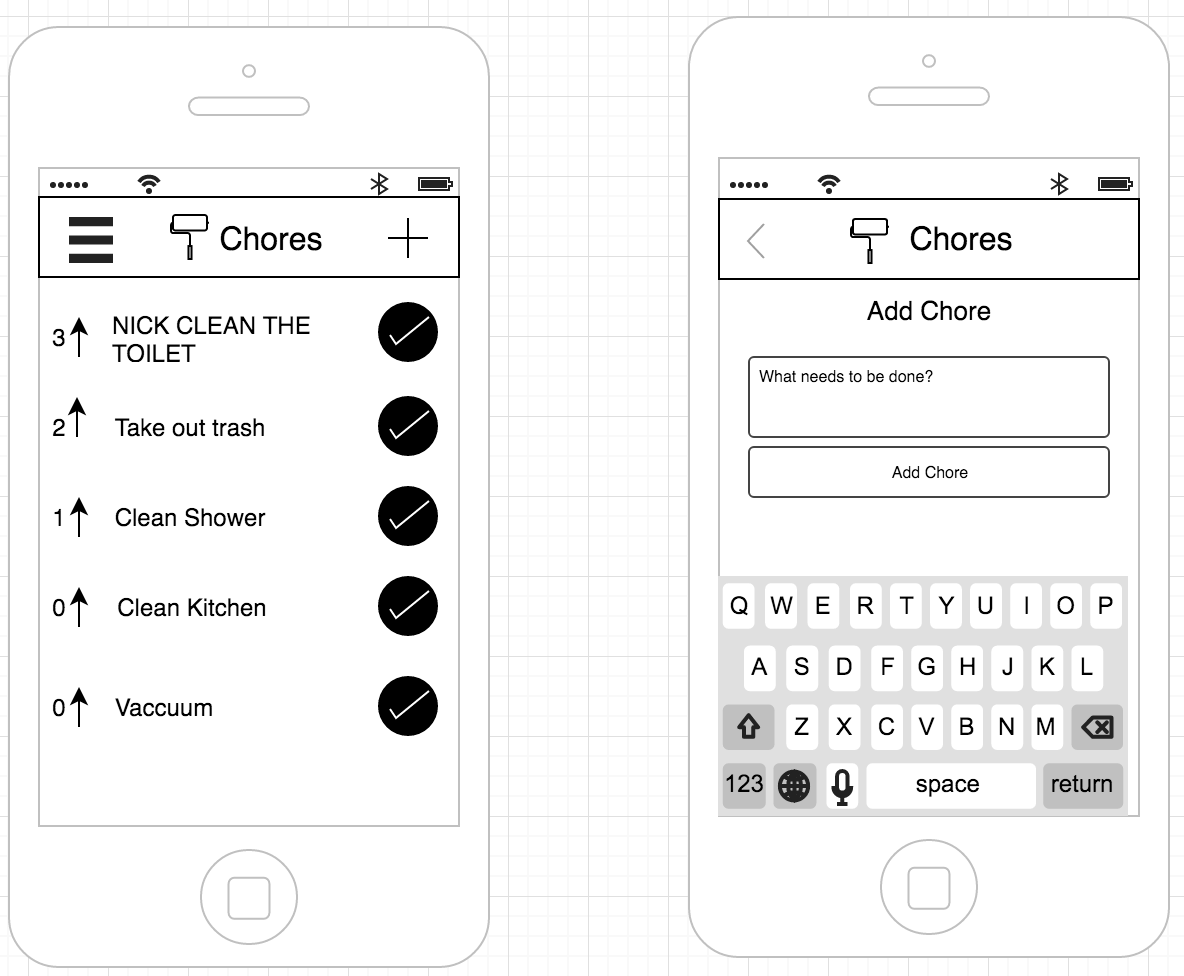 Chores
3
NICK CLEAN THE
TOILET
2
Take out trash
1
Clean Shower
0
Clean Kitchen
0
Vaccuum
Chores
Add Chore
What needs to be done?
Add Chore
Q W E R T Y U I O P
A S D F G H J K L
Z X C V B N M
123 space return